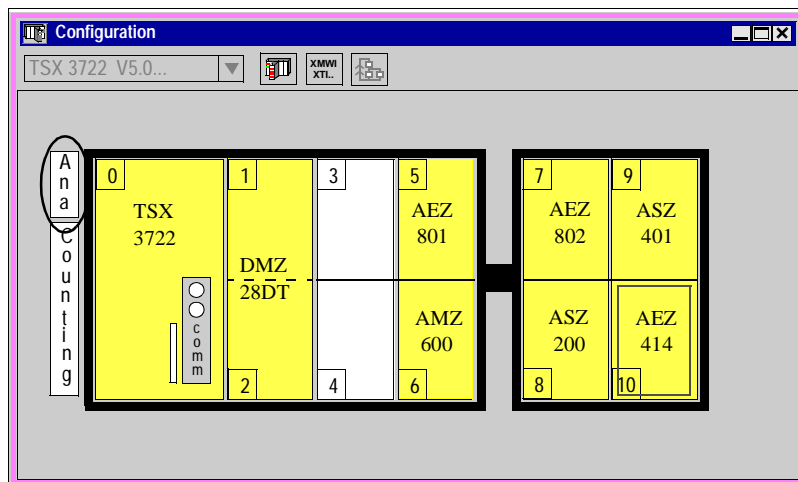 Configuration
TSX 3722 V5.0...
XMWI
XTI..
Ana
Counting
0
TSX
3722
comm
1
DMZ
28DT
2
3
4
5
AEZ
801
AMZ
600
6
7
AEZ
802
ASZ
200
8
9
ASZ
401
AEZ
414
10